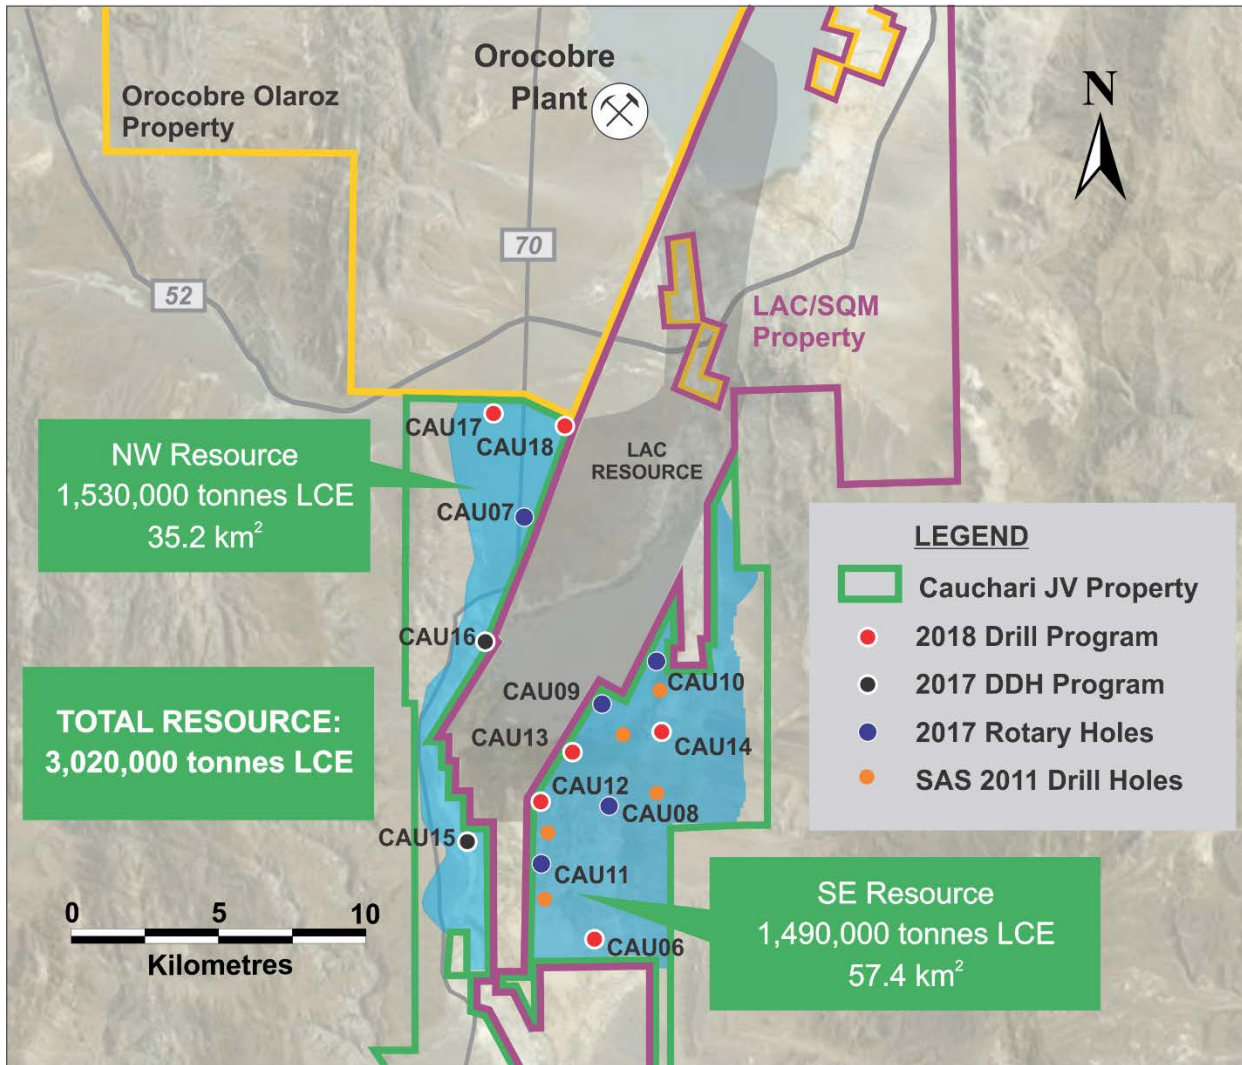 Orocobre
Plant
Orocobre Olaroz
Property
N
70
52
LAC/SQM
Property
CAU17
CAU18
LAC
RESOURCE
NW Resource
1,530,000 tonnes LCE
35.2 km²
CAU07
LEGEND
Cauchari JV Property
2018 Drill Program
2017 DDH Program
2017 Rotary Holes
SAS 2011 Drill Holes
CAU16
CAU10
CAU09
TOTAL RESOURCE:
3,020,000 tonnes LCE
CAU13
CAU14
CAU12
CAU08
CAU15
CAU11
SE Resource
1,490,000 tonnes LCE
57.4 km²
0 5 10
Kilometres
CAU06